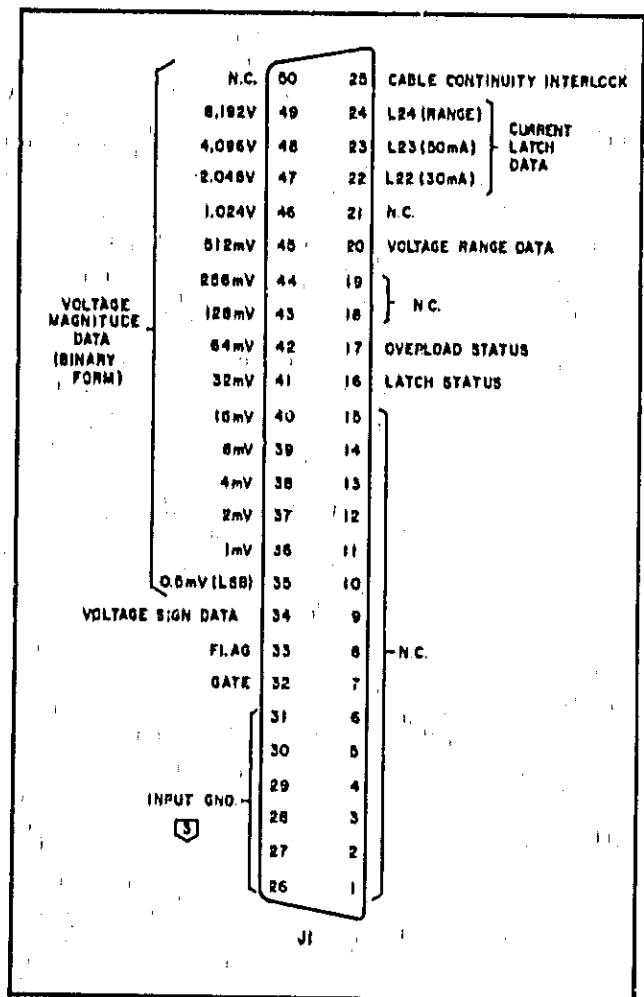 N.C. 50 25 CABLE CONTINUITY INTERLOCK
8.192V 49 24 L24 (RANGE)
4.096V 48 23 L23 (50mA)
2.048V 47 22 L22 (30mA)
CURRENT
LATCH
DATA
1.024V 46 21 N.C.
512mV 45 20 VOLTAGE RANGE DATA
256mV 44 19
128mV 43 18
N.C.
64mV 42 17 OVERLOAD STATUS
32mV 41 16 LATCH STATUS
VOLTAGE
MAGNITUDE
DATA
(BINARY
FORM)
16mV 40 15
8mV 39 14
4mV 38 13
2mV 37 12
1mV 36 11
0.5mV (LSB) 35 10
VOLTAGE SIGN DATA 34 9
FLAG 33 8 N.C.
GATE 32 7
31 6
30 5
29 4
INPUT GND.
3
28 3
27 2
26 1
J1